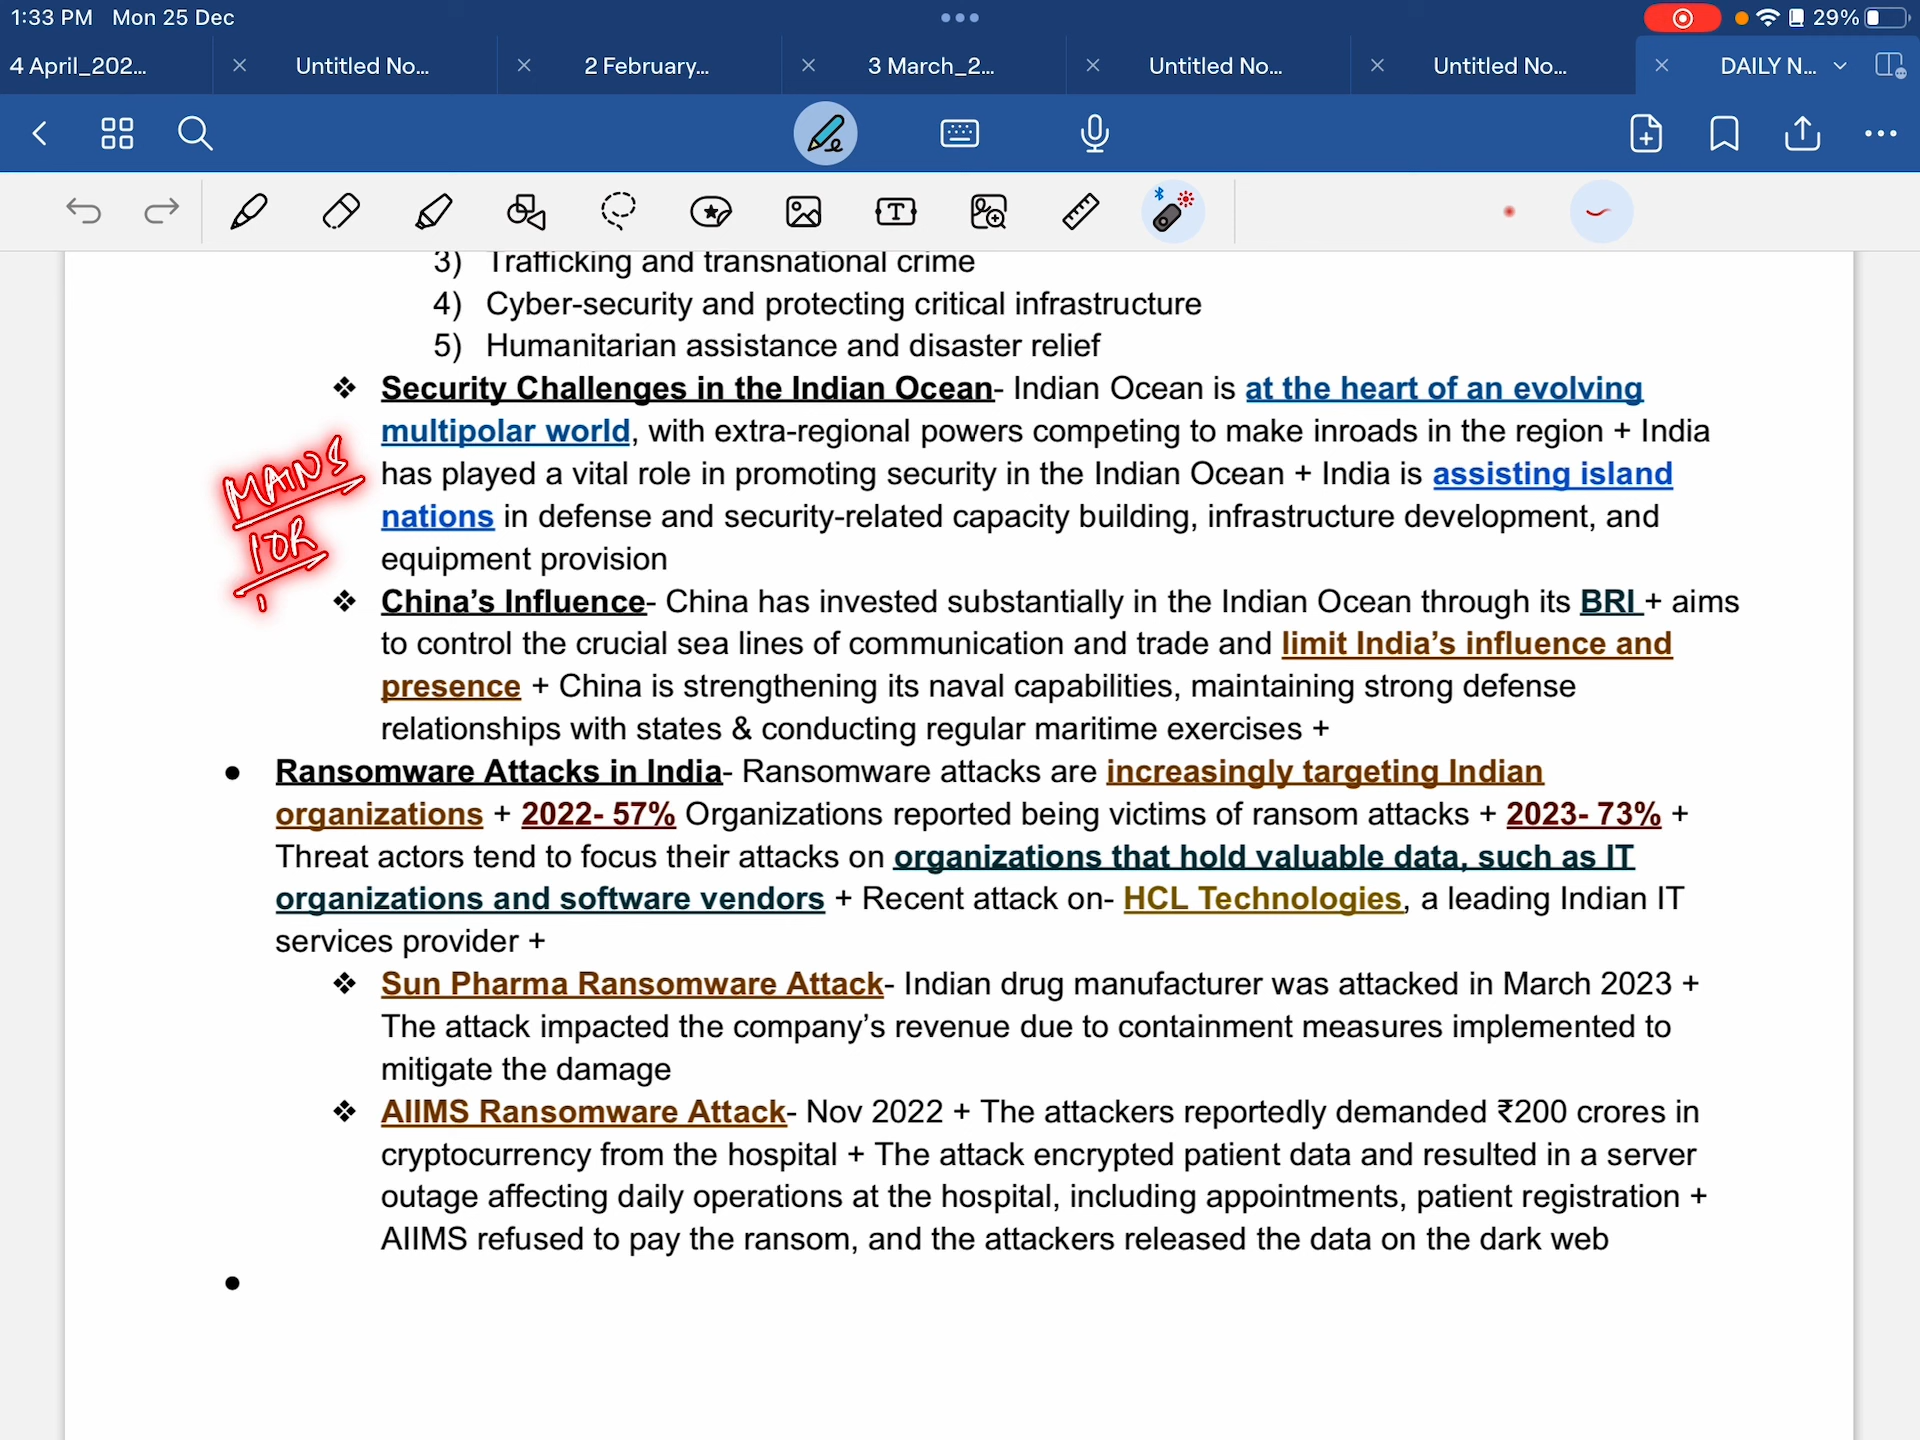 1:33 PM Mon 25 Dec
29%
4 April_202...
Untitled No...
2 February...
3 March_2...
Untitled No...
Untitled No...
DAILY N...
3) Trafficking and transnational crime
4) Cyber-security and protecting critical infrastructure
5) Humanitarian assistance and disaster relief
❖ Security Challenges in the Indian Ocean- Indian Ocean is at the heart of an evolving
multipolar world, with extra-regional powers competing to make inroads in the region + India
has played a vital role in promoting security in the Indian Ocean + India is assisting island
nations in defense and security-related capacity building, infrastructure development, and
equipment provision
MAINS
IOR
❖ China’s Influence- China has invested substantially in the Indian Ocean through its BRI + aims
to control the crucial sea lines of communication and trade and limit India’s influence and
presence + China is strengthening its naval capabilities, maintaining strong defense
relationships with states & conducting regular maritime exercises +
● Ransomware Attacks in India- Ransomware attacks are increasingly targeting Indian
organizations + 2022- 57% Organizations reported being victims of ransom attacks + 2023- 73% +
Threat actors tend to focus their attacks on organizations that hold valuable data, such as IT
organizations and software vendors + Recent attack on- HCL Technologies, a leading Indian IT
services provider +
❖ Sun Pharma Ransomware Attack- Indian drug manufacturer was attacked in March 2023 +
The attack impacted the company’s revenue due to containment measures implemented to
mitigate the damage
❖ AIIMS Ransomware Attack- Nov 2022 + The attackers reportedly demanded ₹200 crores in
cryptocurrency from the hospital + The attack encrypted patient data and resulted in a server
outage affecting daily operations at the hospital, including appointments, patient registration +
AIIMS refused to pay the ransom, and the attackers released the data on the dark web
●